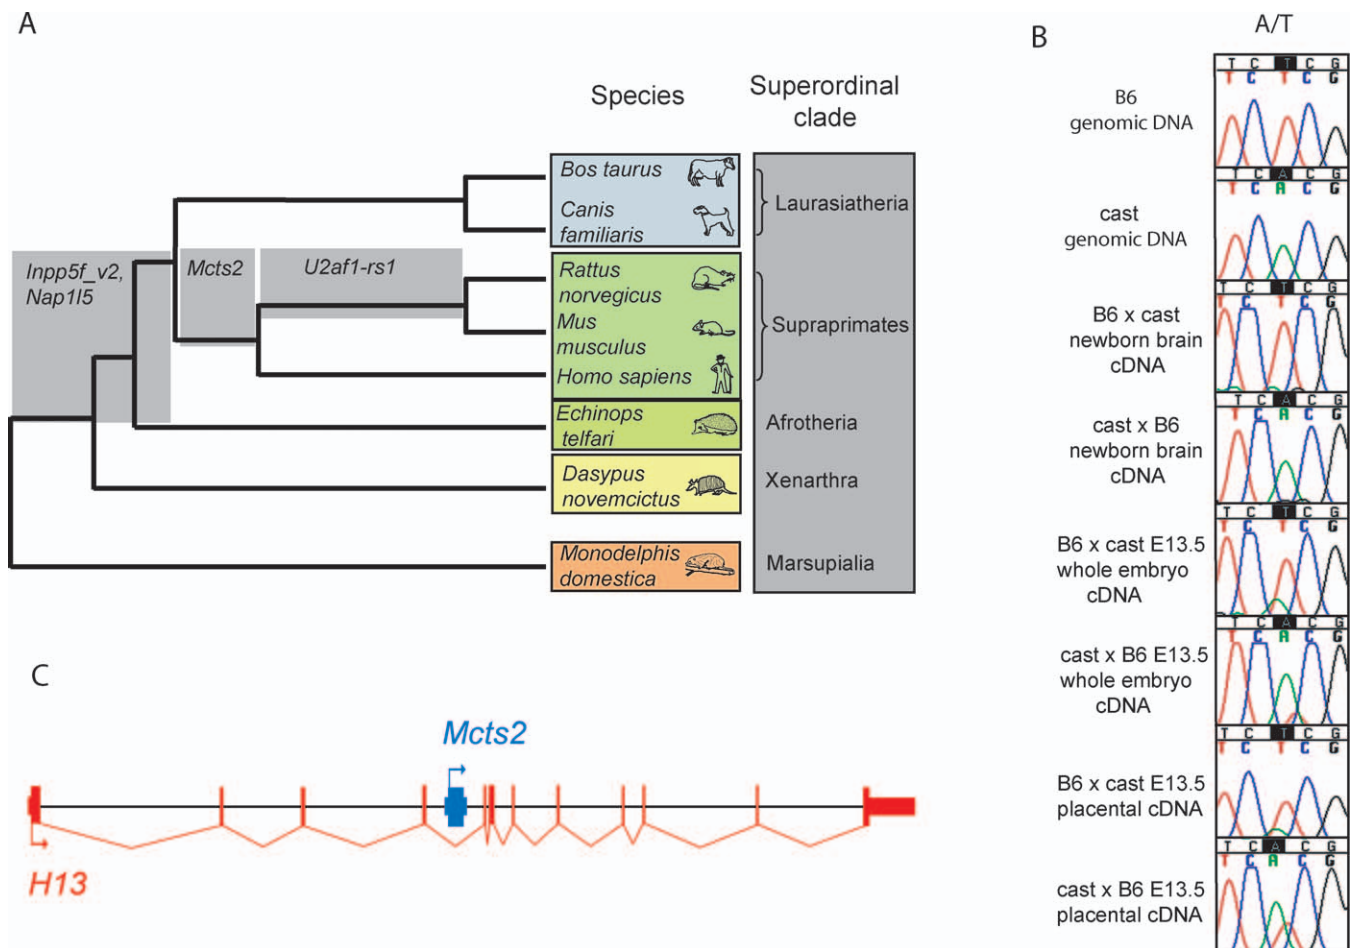 A
Species
Superordinal
clade
Bos taurus
Canis
familiaris
Laurasiatheria
Inpp5f_v2,
Nap1l5
Mcts2
U2af1-rs1
Rattus
norvegicus
Mus
musculus
Homo sapiens
Supraprimates
Echinops
telfari
Afrotheria
Dasypus
novemcictus
Xenarthra
Monodelphis
domestica
Marsupialia
B
A/T
B6
genomic DNA
T C T C G
T C T C G
cast
genomic DNA
T C A C G
T C A C G
B6 x cast
newborn brain
cDNA
T C T C G
T C T C G
cast x B6
newborn brain
cDNA
T C A C G
T C A C G
B6 x cast E13.5
whole embryo
cDNA
T C T C G
T C T C G
cast x B6 E13.5
whole embryo
cDNA
T C A C G
T C A C G
B6 x cast E13.5
placental cDNA
T C T C G
T C T C G
cast x B6 E13.5
placental cDNA
T C A C G
T C A C G
C
Mcts2
H13